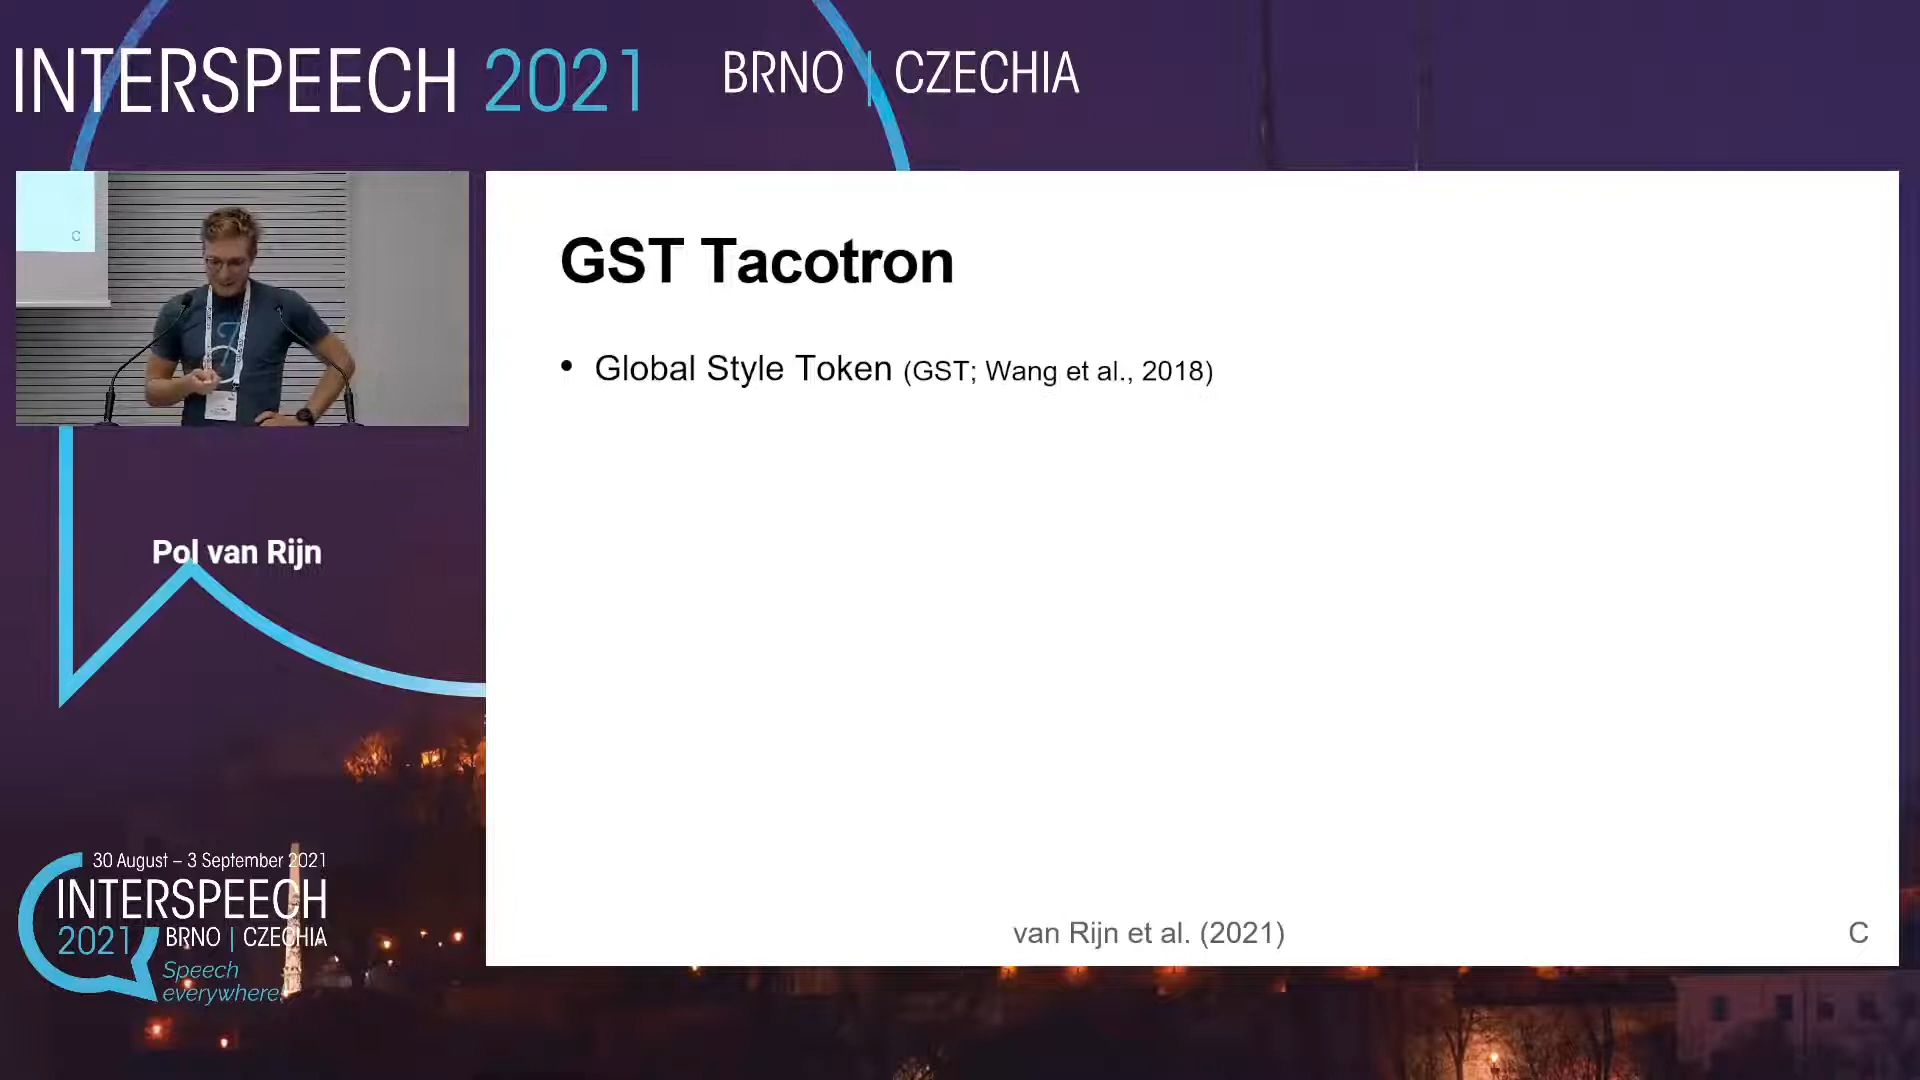 INTERSPEECH 2021 BRNO | CZECHIA
GST Tacotron
• Global Style Token (GST; Wang et al., 2018)
van Rijn et al. (2021)
C
C
Pol van Rijn
30 August – 3 September 2021
INTERSPEECH
2021 BRNO | CZECHIA
Speech
everywhere!